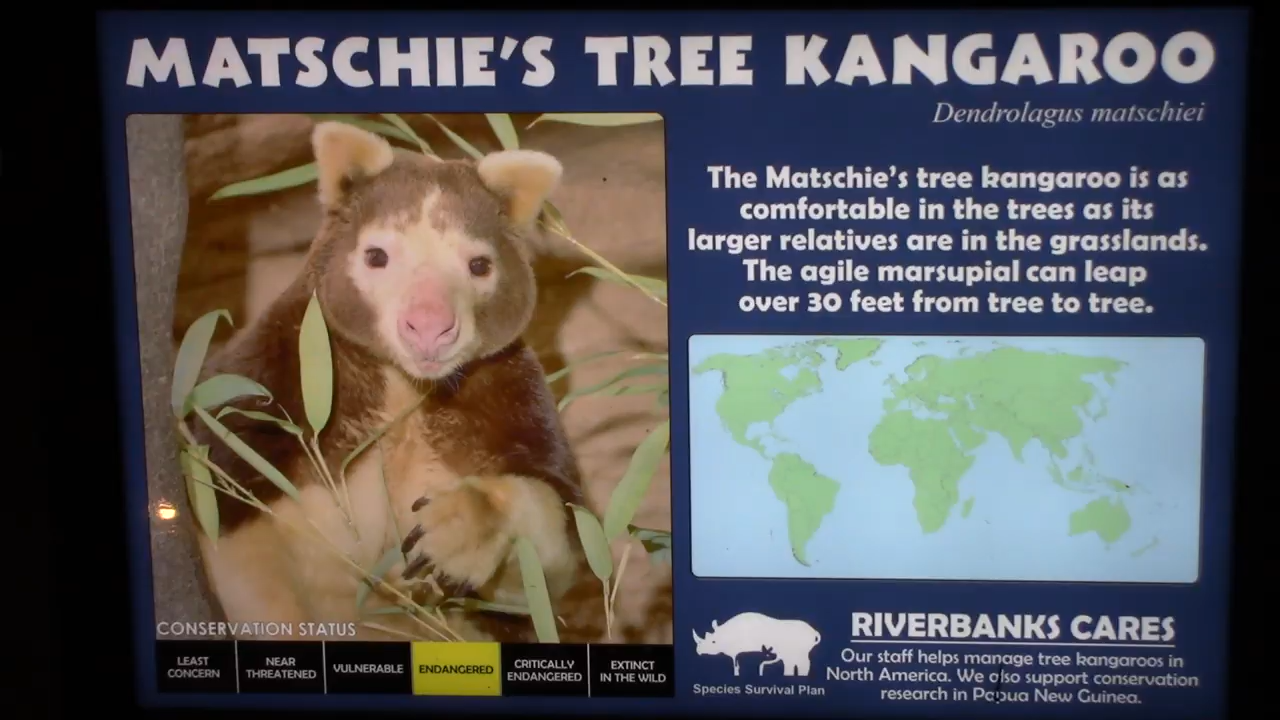 MATSCHIE'S TREE KANGAROO
Dendrolagus matschiei
The Matschie's tree kangaroo is as
comfortable in the trees as its
larger relatives are in the grasslands.
The agile marsupial can leap
over 30 feet from tree to tree.
CONSERVATION STATUS
LEAST
CONCERN
NEAR
THREATENED
VULNERABLE
ENDANGERED
CRITICALLY
ENDANGERED
EXTINCT
IN THE WILD
Species Survival Plan
RIVERBANKS CARES
Our staff helps manage tree kangaroos in
North America. We also support conservation
research in Papua New Guinea.